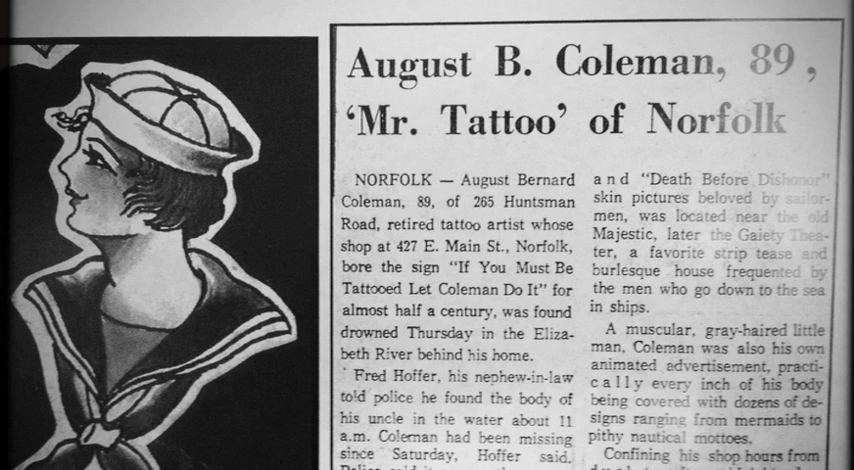 August B. Coleman, 89,
‘Mr. Tattoo’ of Norfolk
NORFOLK — August Bernard
Coleman, 89, of 265 Huntsman
Road, retired tattoo artist whose
shop at 427 E. Main St., Norfolk,
bore the sign “If You Must Be
Tattooed Let Coleman Do It” for
almost half a century, was found
drowned Thursday in the Eliza-
beth River behind his home.
Fred Hoffer, his nephew-in-law
told police he found the body of
his uncle in the water about 11
a.m. Coleman had been missing
since Saturday, Hoffer said.
and “Death Before Dishonor”
skin pictures beloved by sailor-
men, was located near the old
Majestic, later the Gaiety Thea-
ter, a favorite strip tease and
burlesque house frequented by
the men who go down to the sea
in ships.
A muscular, gray-haired little
man, Coleman was also his own
animated advertisement, practi-
cally every inch of his body
being covered with dozens of de-
signs ranging from mermaids to
pithy nautical mottoes.
Confining his shop hours from